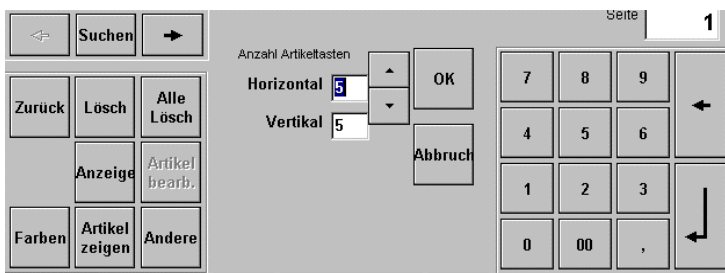 Suchen
Seite 1
Anzahl Artikeltasten
Horizontal 5
Vertikal 5
OK
Abbruch
Zurück
Lösch
Alle
Lösch
Anzeige
Artikel
bearb.
Farben
Artikel
zeigen
Andere
7 8 9
4 5 6
1 2 3
0 00 ,